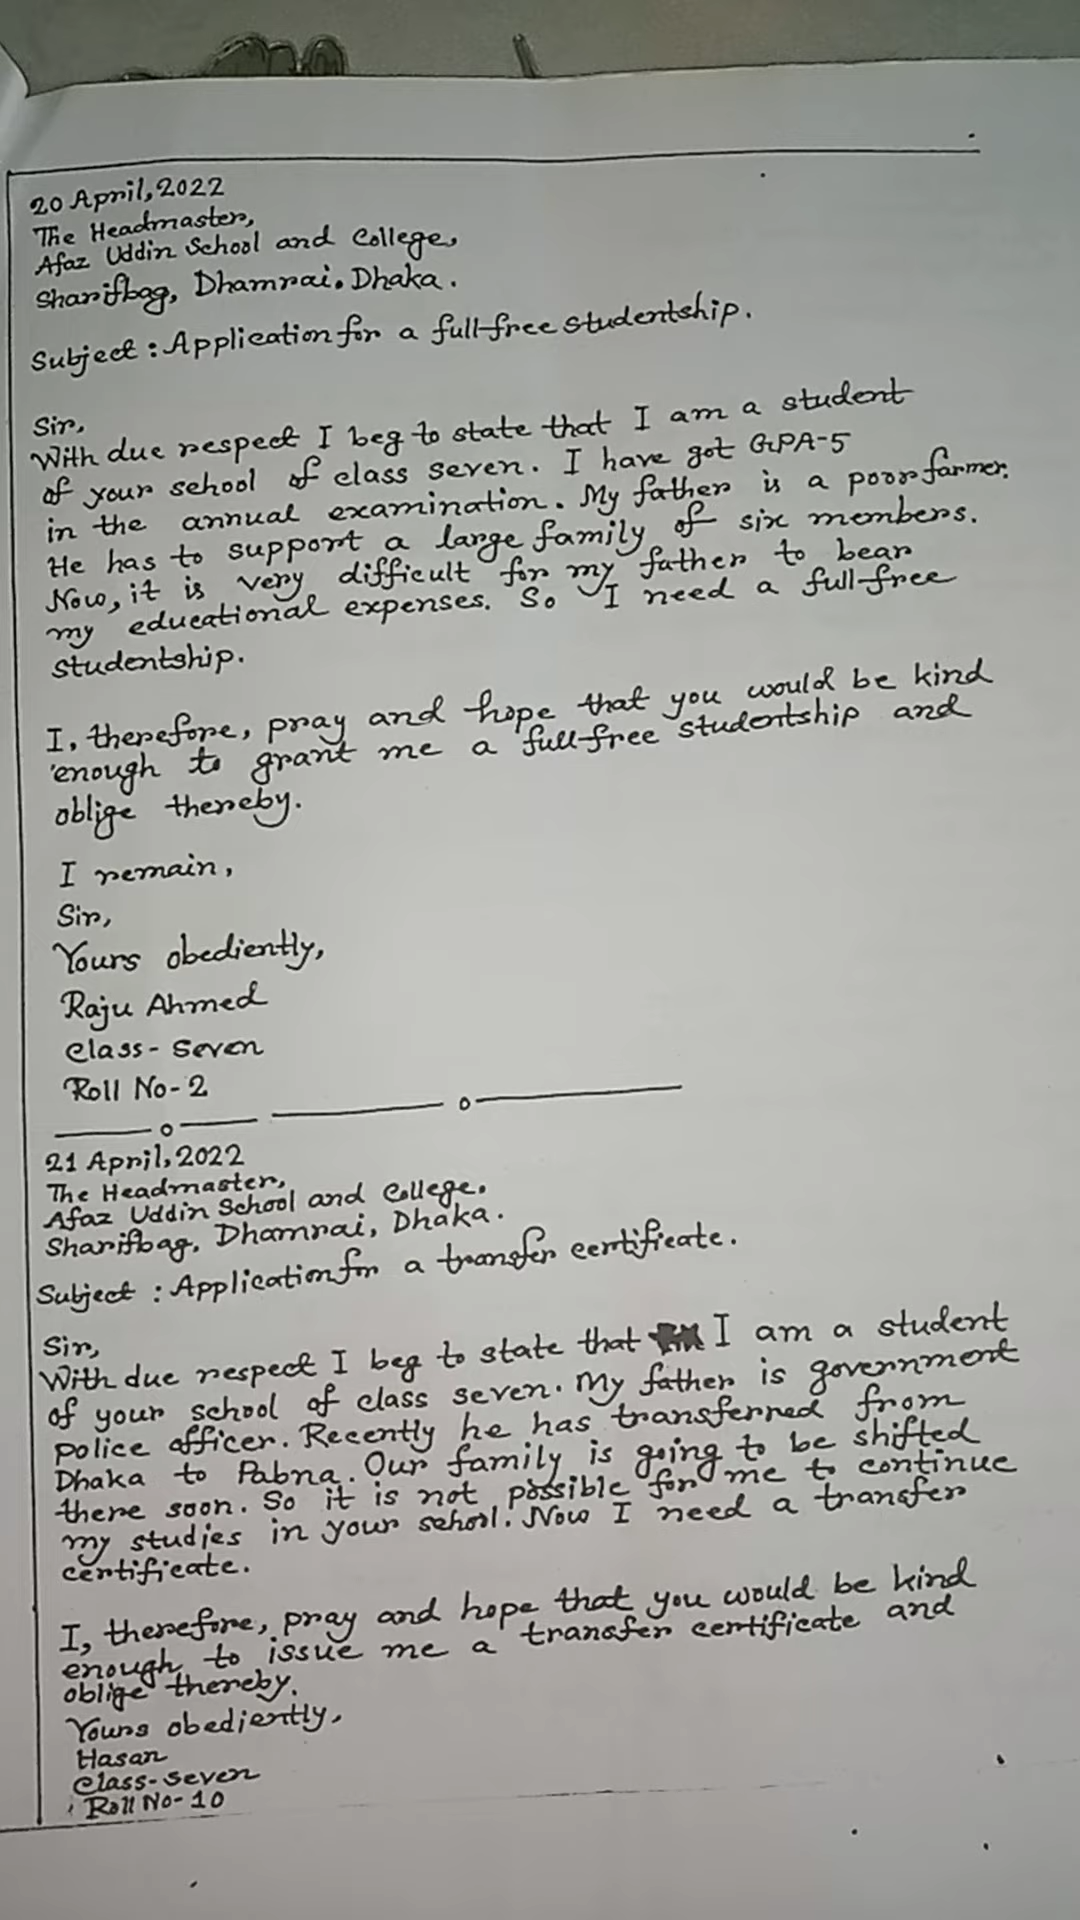 20 April, 2022
The Headmaster,
Afaz Uddin School and College,
Sharifbag, Dhamrai, Dhaka.
Subject : Application for a full-free studentship.
Sir,
With due respect I beg to state that I am a student
of your school of class seven. I have got GPA-5
in the annual examination. My father is a poor farmer.
He has to support a large family of six members.
Now, it is very difficult for my father to bear
my educational expenses. So I need a full-free
studentship.
I, therefore, pray and hope that you would be kind
enough to grant me a full-free studentship and
oblige thereby.
I remain,
Sir,
Yours obediently,
Raju Ahmed
Class- Seven
Roll No- 2
21 April, 2022
The Headmaster,
Afaz Uddin School and College,
Sharifbag, Dhamrai, Dhaka.
Subject : Application for a transfer certificate.
Sir,
With due respect I beg to state that I am a student
of your school of class seven. My father is government
police officer. Recently he has transferred from
Dhaka to Pabna. Our family is going to be shifted
there soon. So it is not possible for me to continue
my studies in your school. Now I need a transfer
certificate.
I, therefore, pray and hope that you would be kind
enough to issue me a transfer certificate and
oblige thereby.
Yours obediently,
Hasan
Class- Seven
Roll No- 10